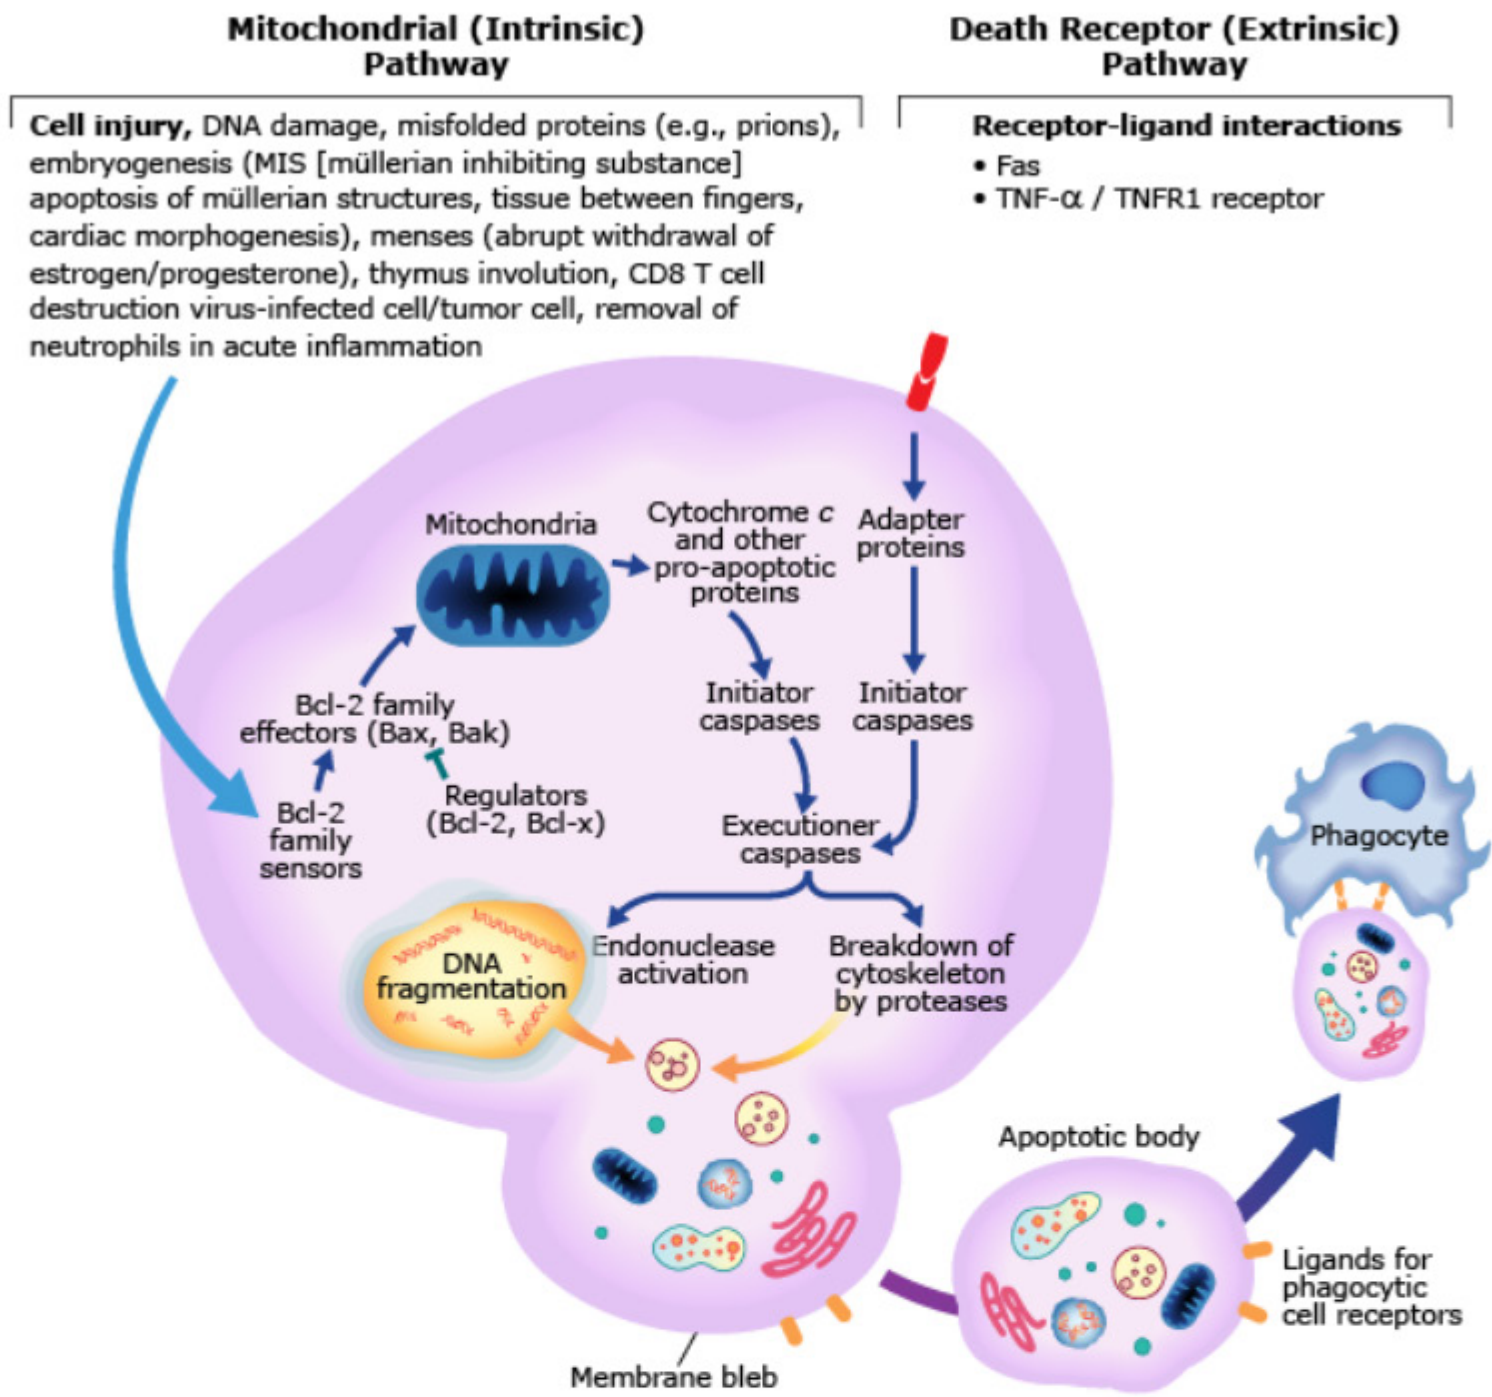 Mitochondrial (Intrinsic)
Pathway
Death Receptor (Extrinsic)
Pathway
Cell injury, DNA damage, misfolded proteins (e.g., prions),
embryogenesis (MIS [müllerian inhibiting substance]
apoptosis of müllerian structures, tissue between fingers,
cardiac morphogenesis), menses (abrupt withdrawal of
estrogen/progesterone), thymus involution, CD8 T cell
destruction virus-infected cell/tumor cell, removal of
neutrophils in acute inflammation
Receptor-ligand interactions
• Fas
• TNF-α / TNFR1 receptor
Mitochondria
Cytochrome c
and other
pro-apoptotic
proteins
Adapter
proteins
Initiator
caspases
Initiator
caspases
Bcl-2 family
effectors (Bax, Bak)
Regulators
(Bcl-2, Bcl-x)
Bcl-2
family
sensors
Executioner
caspases
DNA
fragmentation
Endonuclease
activation
Breakdown of
cytoskeleton
by proteases
Phagocyte
Apoptotic body
Ligands for
phagocytic
cell receptors
Membrane bleb